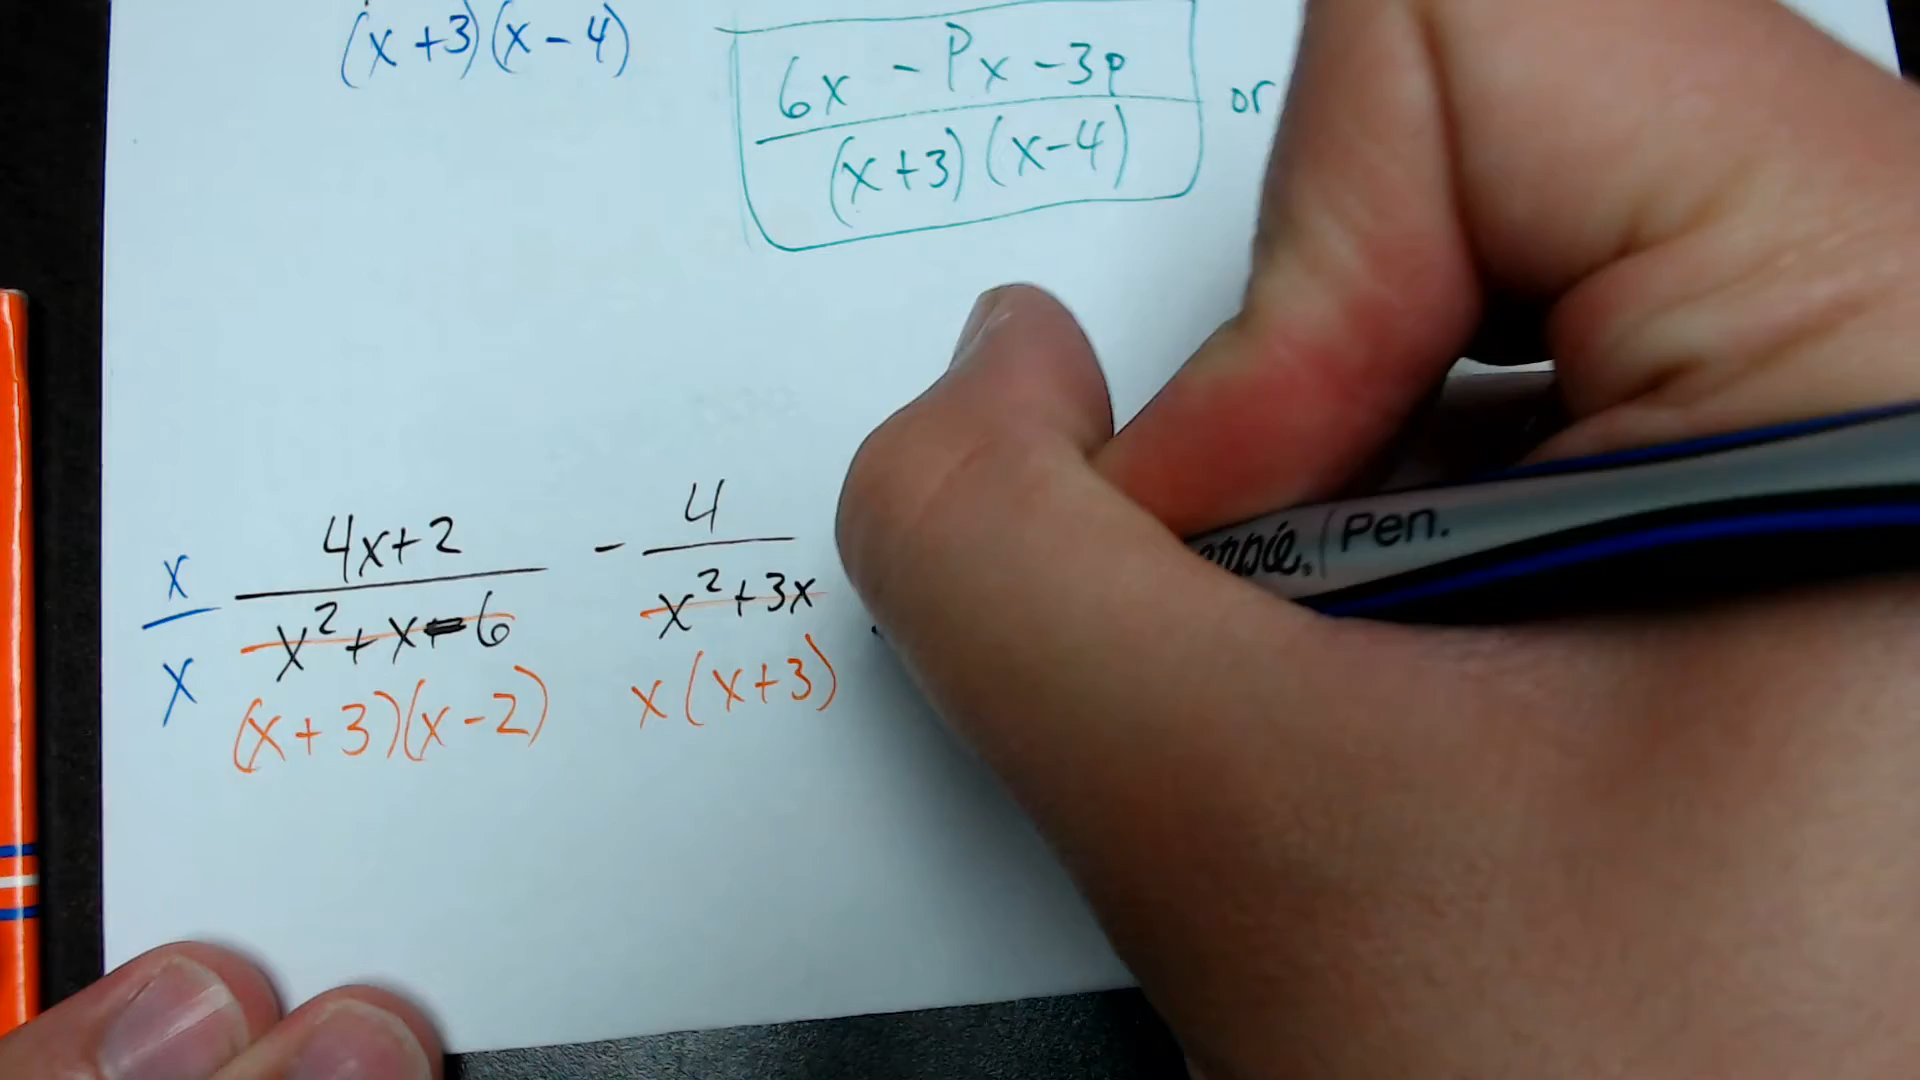 (x+3)(x-4)
6x - Px - 3p
(x+3)(x-4)
or
x/x (4x+2)/(x²+x-6) - 4/(x²+3x)
(x+3)(x-2) x(x+3)
Pen.